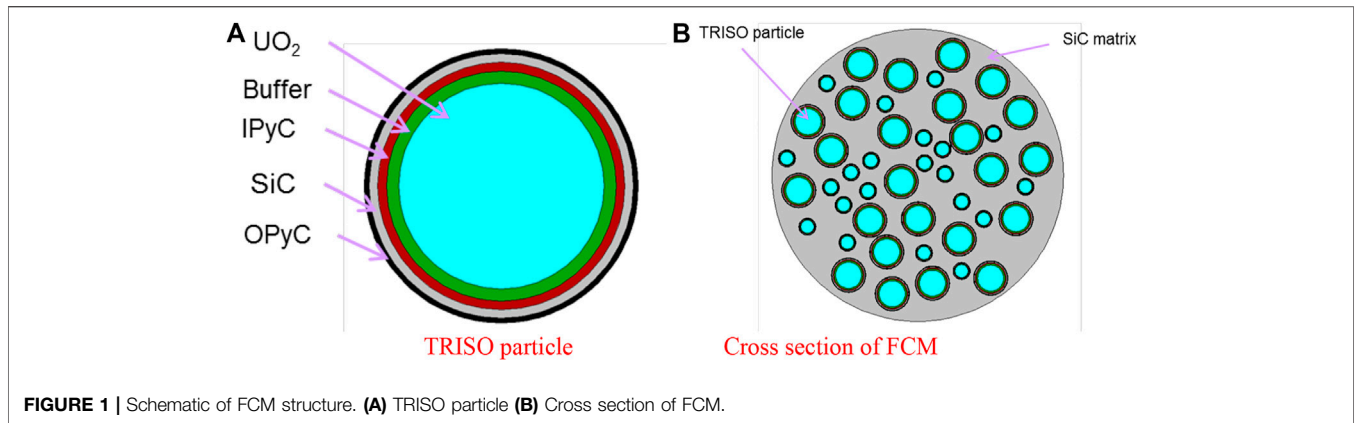 A
UO₂
Buffer
IPyC
SiC
OPyC
TRISO particle
B
TRISO particle
SiC matrix
Cross section of FCM
FIGURE 1 | Schematic of FCM structure. (A) TRISO particle (B) Cross section of FCM.